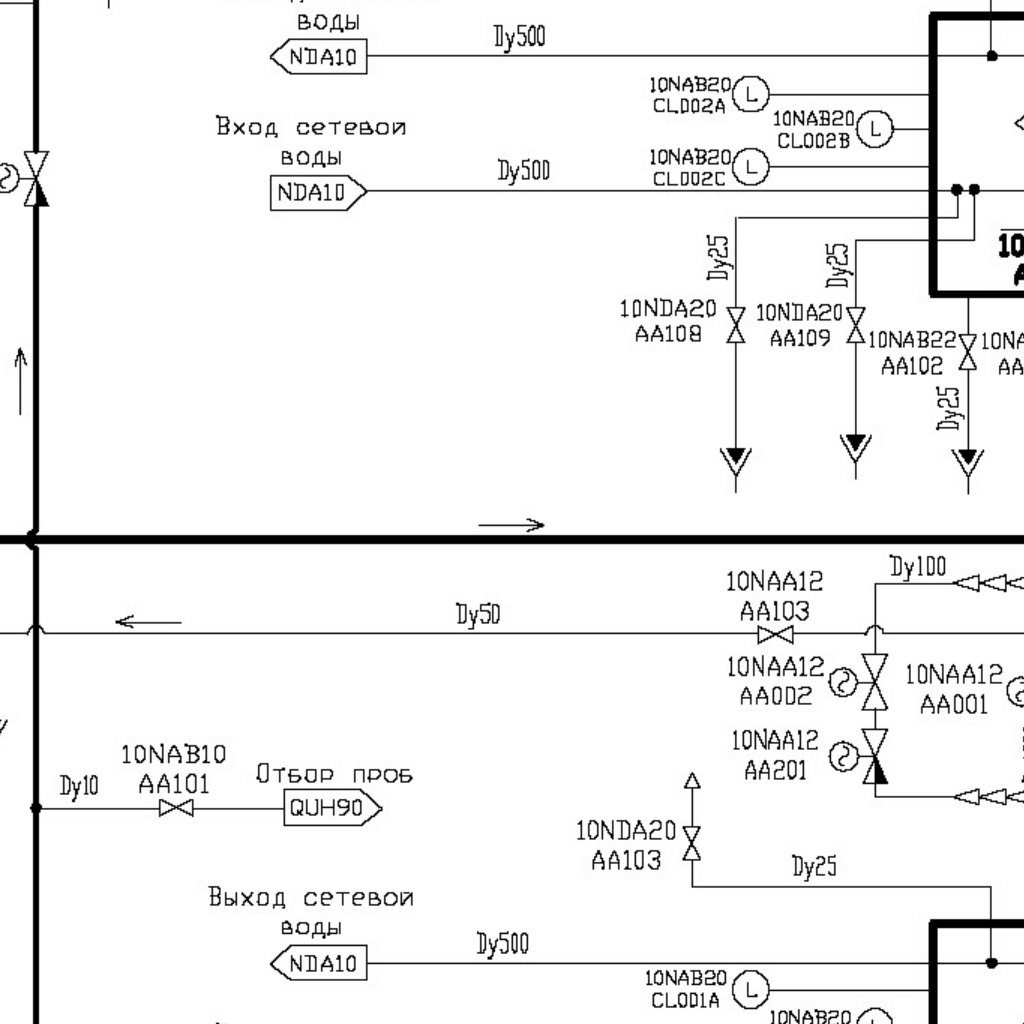 воды
Dy500
NDA10
10NAB20
CL002A
L
10NAB20
CL002B
L
Вход сетевой
воды
Dy500
10NAB20
CL002C
L
NDA10
Dy25
Dy25
10
10NDA20
AA108
10NDA20
AA109
10NAB22
AA102
10NA
AA
Dy25
Dy100
10NAA12
AA103
Dy50
10NAA12
AA002
10NAA12
AA001
10NAA12
AA201
10NAB10
AA101
Dy10
Отбор проб
QUH90
10NDA20
AA103
Dy25
Выход сетевой
воды
Dy500
NDA10
10NAB20
CL001A
L
10NAB20